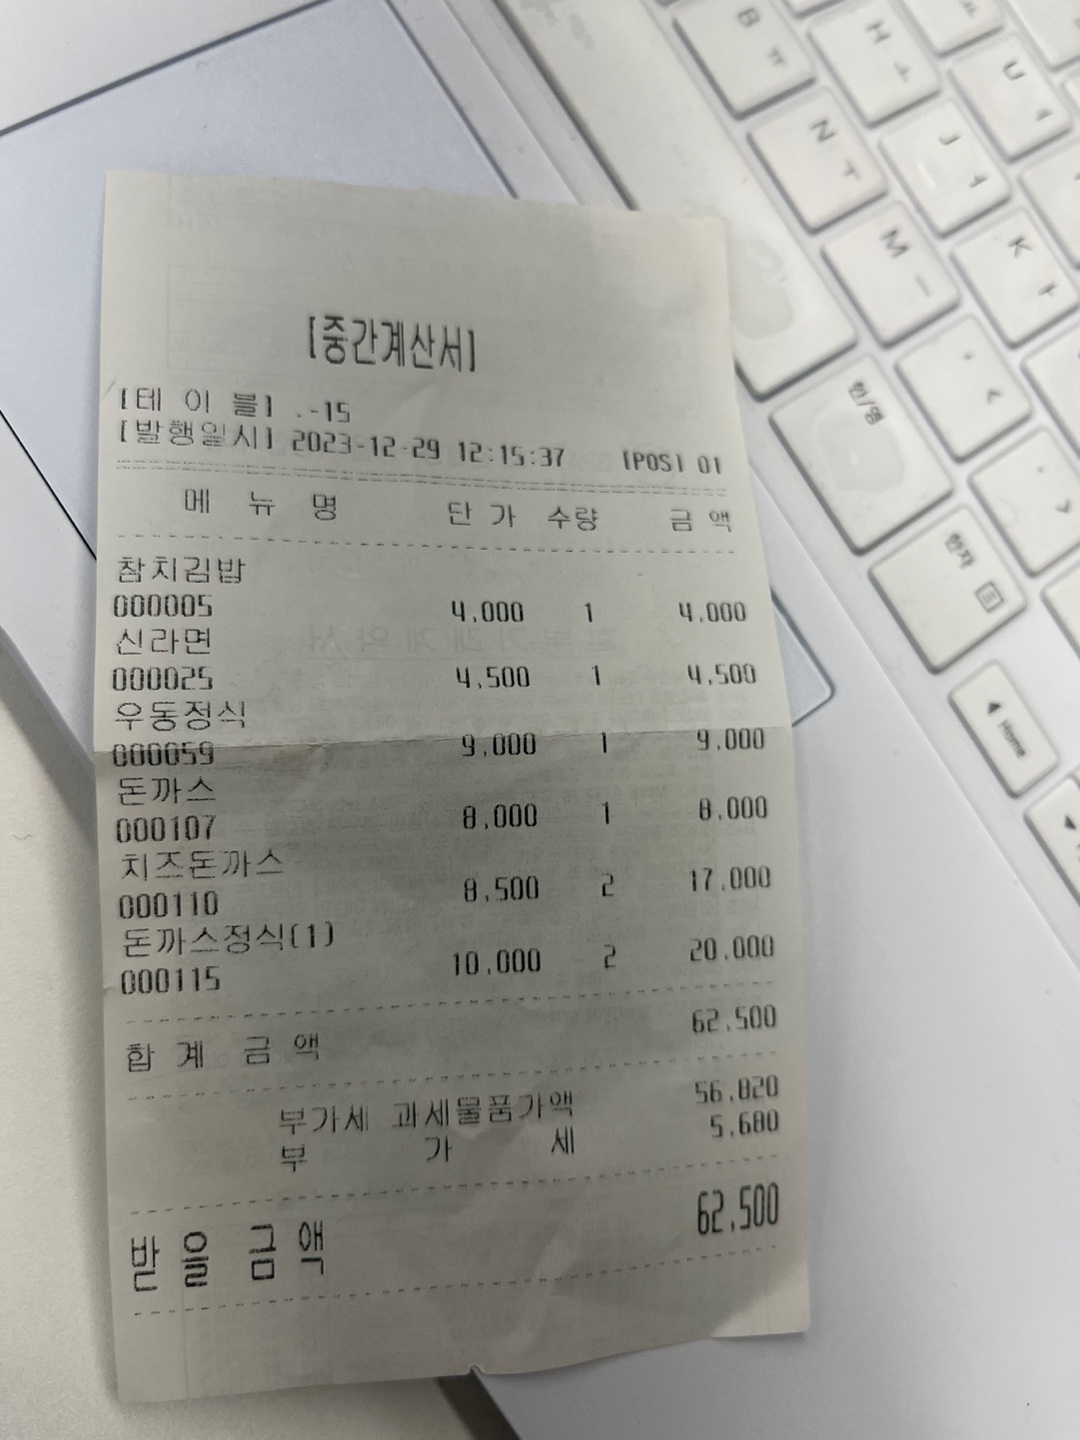 [중간계산서]
[테 이 블] .-15
[발행일시] 2023-12-29 12:15:37 [POS] 01
메 뉴 명 단 가 수량 금 액
참치김밥
000005 4,000 1 4,000
신라면
000025 4,500 1 4,500
우동정식
000059 9,000 1 9,000
돈까스
000107 8,000 1 8,000
치즈돈까스
000110 8,500 2 17,000
돈까스정식(1)
000115 10,000 2 20,000
합 계 금 액 62,500
부가세 과세물품가액 56,820
부 가 세 5,680
받 을 금 액 62,500
B ㅠ
H ㅗ
U ㅕ
N ㅜ
J ㅓ
M ㅡ
K ㅏ
, <
. >
한/영
한자
◀ Home